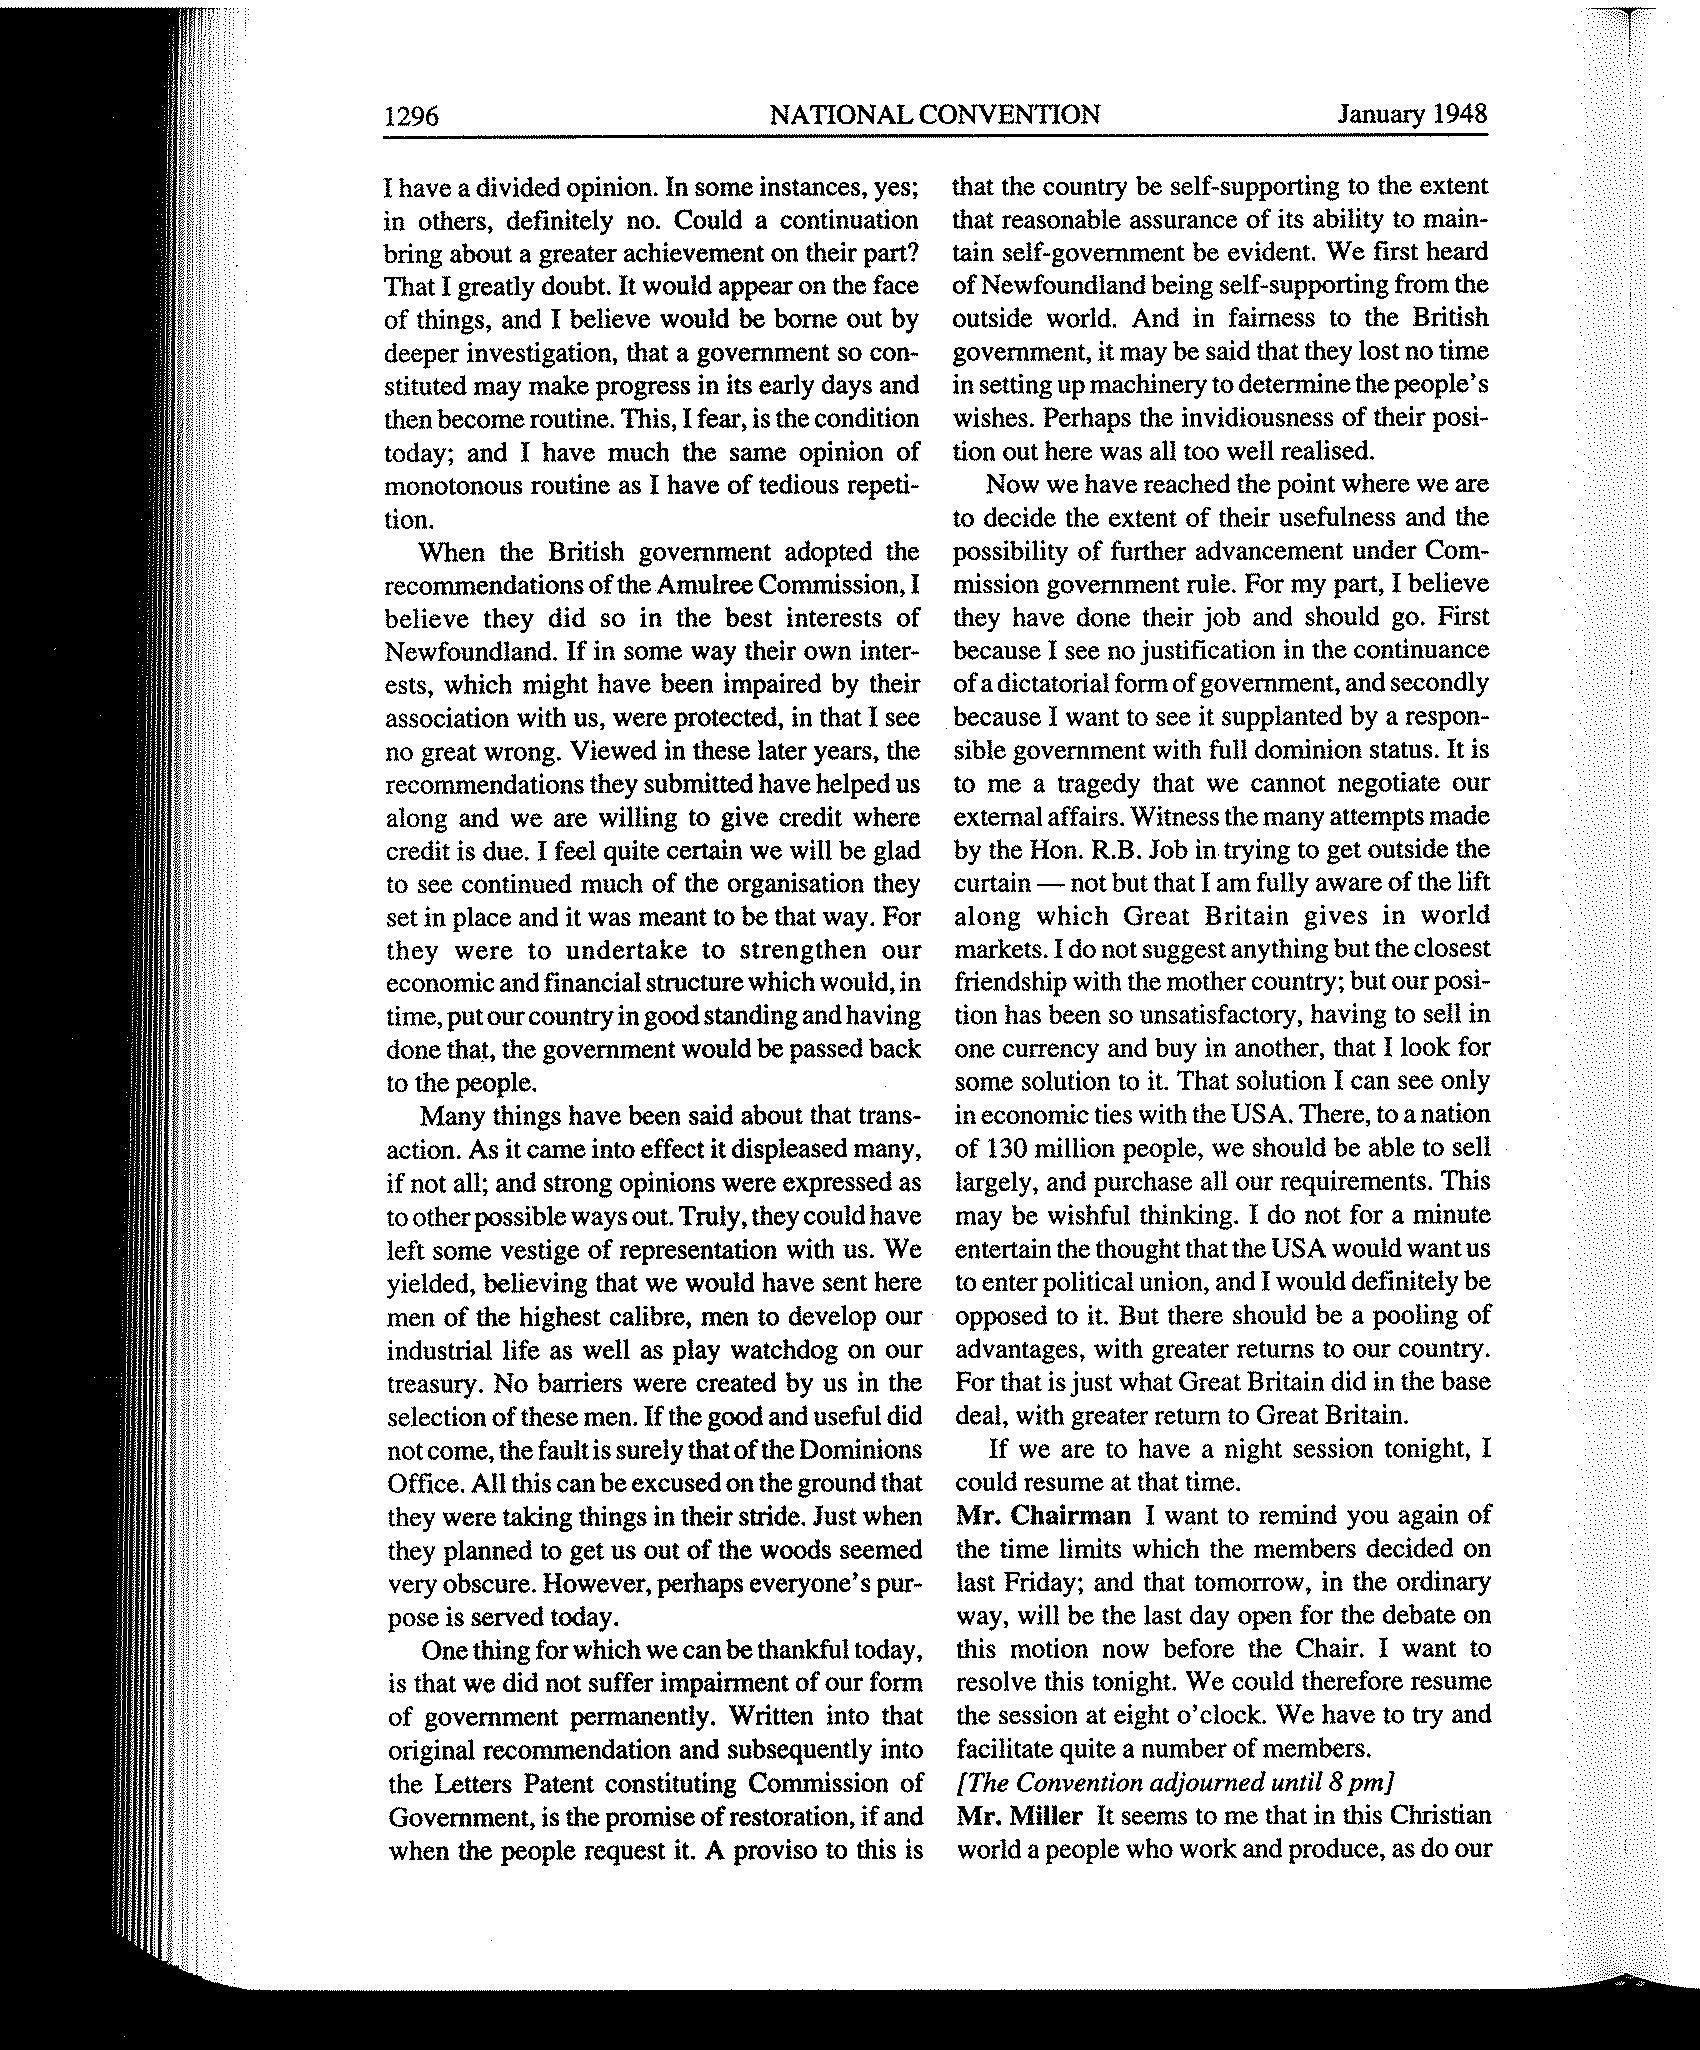 1296 NATIONAL CONVENTION January 1948
I have a divided opinion. In some instances, yes;
in others, definitely no. Could a continuation
bring about a greater achievement on their part?
That I greatly doubt. It would appear on the face
of things, and I believe would be borne out by
deeper investigation, that a government so con-
stituted may make progress in its early days and
then become routine. This, I fear, is the condition
today; and I have much the same opinion of
monotonous routine as I have of tedious repeti-
tion.
When the British government adopted the
recommendations of the Amulree Commission, I
believe they did so in the best interests of
Newfoundland. If in some way their own inter-
ests, which might have been impaired by their
association with us, were protected, in that I see
no great wrong. Viewed in these later years, the
recommendations they submitted have helped us
along and we are willing to give credit where
credit is due. I feel quite certain we will be glad
to see continued much of the organisation they
set in place and it was meant to be that way. For
they were to undertake to strengthen our
economic and financial structure which would, in
time, put our country in good standing and having
done that, the government would be passed back
to the people.
Many things have been said about that trans-
action. As it came into effect it displeased many,
if not all; and strong opinions were expressed as
to other possible ways out. Truly, they could have
left some vestige of representation with us. We
yielded, believing that we would have sent here
men of the highest calibre, men to develop our
industrial life as well as play watchdog on our
treasury. No barriers were created by us in the
selection of these men. If the good and useful did
not come, the fault is surely that of the Dominions
Office. All this can be excused on the ground that
they were taking things in their stride. Just when
they planned to get us out of the woods seemed
very obscure. However, perhaps everyone's pur-
pose is served today.
One thing for which we can be thankful today,
is that we did not suffer impairment of our form
of government permanently. Written into that
original recommendation and subsequently into
the Letters Patent constituting Commission of
Government, is the promise of restoration, if and
when the people request it. A proviso to this is
that the country be self-supporting to the extent
that reasonable assurance of its ability to main-
tain self-government be evident. We first heard
of Newfoundland being self-supporting from the
outside world. And in fairness to the British
government, it may be said that they lost no time
in setting up machinery to determine the people's
wishes. Perhaps the invidiousness of their posi-
tion out here was all too well realised.
Now we have reached the point where we are
to decide the extent of their usefulness and the
possibility of further advancement under Com-
mission government rule. For my part, I believe
they have done their job and should go. First
because I see no justification in the continuance
of a dictatorial form of government, and secondly
because I want to see it supplanted by a respon-
sible government with full dominion status. It is
to me a tragedy that we cannot negotiate our
external affairs. Witness the many attempts made
by the Hon. R.B. Job in trying to get outside the
curtain — not but that I am fully aware of the lift
along which Great Britain gives in world
markets. I do not suggest anything but the closest
friendship with the mother country; but our posi-
tion has been so unsatisfactory, having to sell in
one currency and buy in another, that I look for
some solution to it. That solution I can see only
in economic ties with the USA. There, to a nation
of 130 million people, we should be able to sell
largely, and purchase all our requirements. This
may be wishful thinking. I do not for a minute
entertain the thought that the USA would want us
to enter political union, and I would definitely be
opposed to it. But there should be a pooling of
advantages, with greater returns to our country.
For that is just what Great Britain did in the base
deal, with greater return to Great Britain.
If we are to have a night session tonight, I
could resume at that time.
Mr. Chairman I want to remind you again of
the time limits which the members decided on
last Friday; and that tomorrow, in the ordinary
way, will be the last day open for the debate on
this motion now before the Chair. I want to
resolve this tonight. We could therefore resume
the session at eight o'clock. We have to try and
facilitate quite a number of members.
[The Convention adjourned until 8 pm]
Mr. Miller It seems to me that in this Christian
world a people who work and produce, as do our